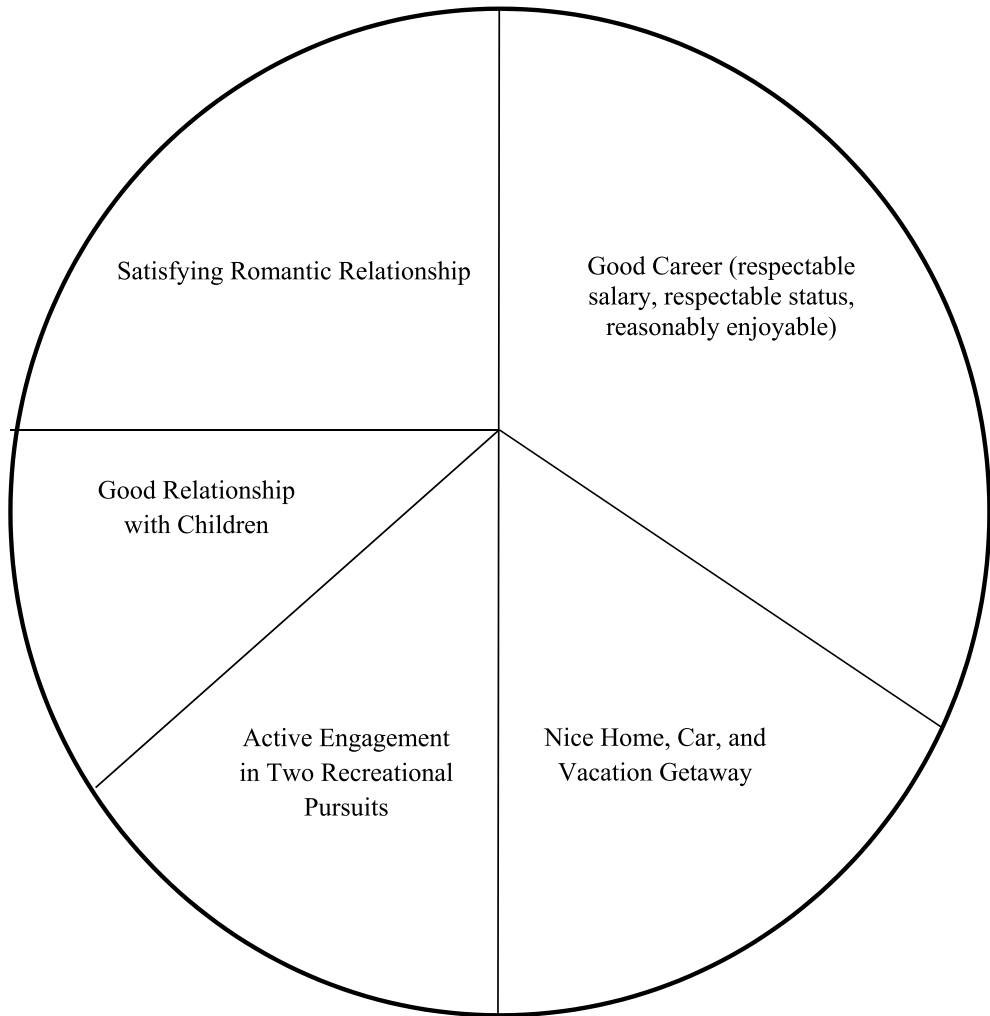 Satisfying Romantic Relationship
Good Career (respectable
salary, respectable status,
reasonably enjoyable)
Good Relationship
with Children
Active Engagement
in Two Recreational
Pursuits
Nice Home, Car, and
Vacation Getaway